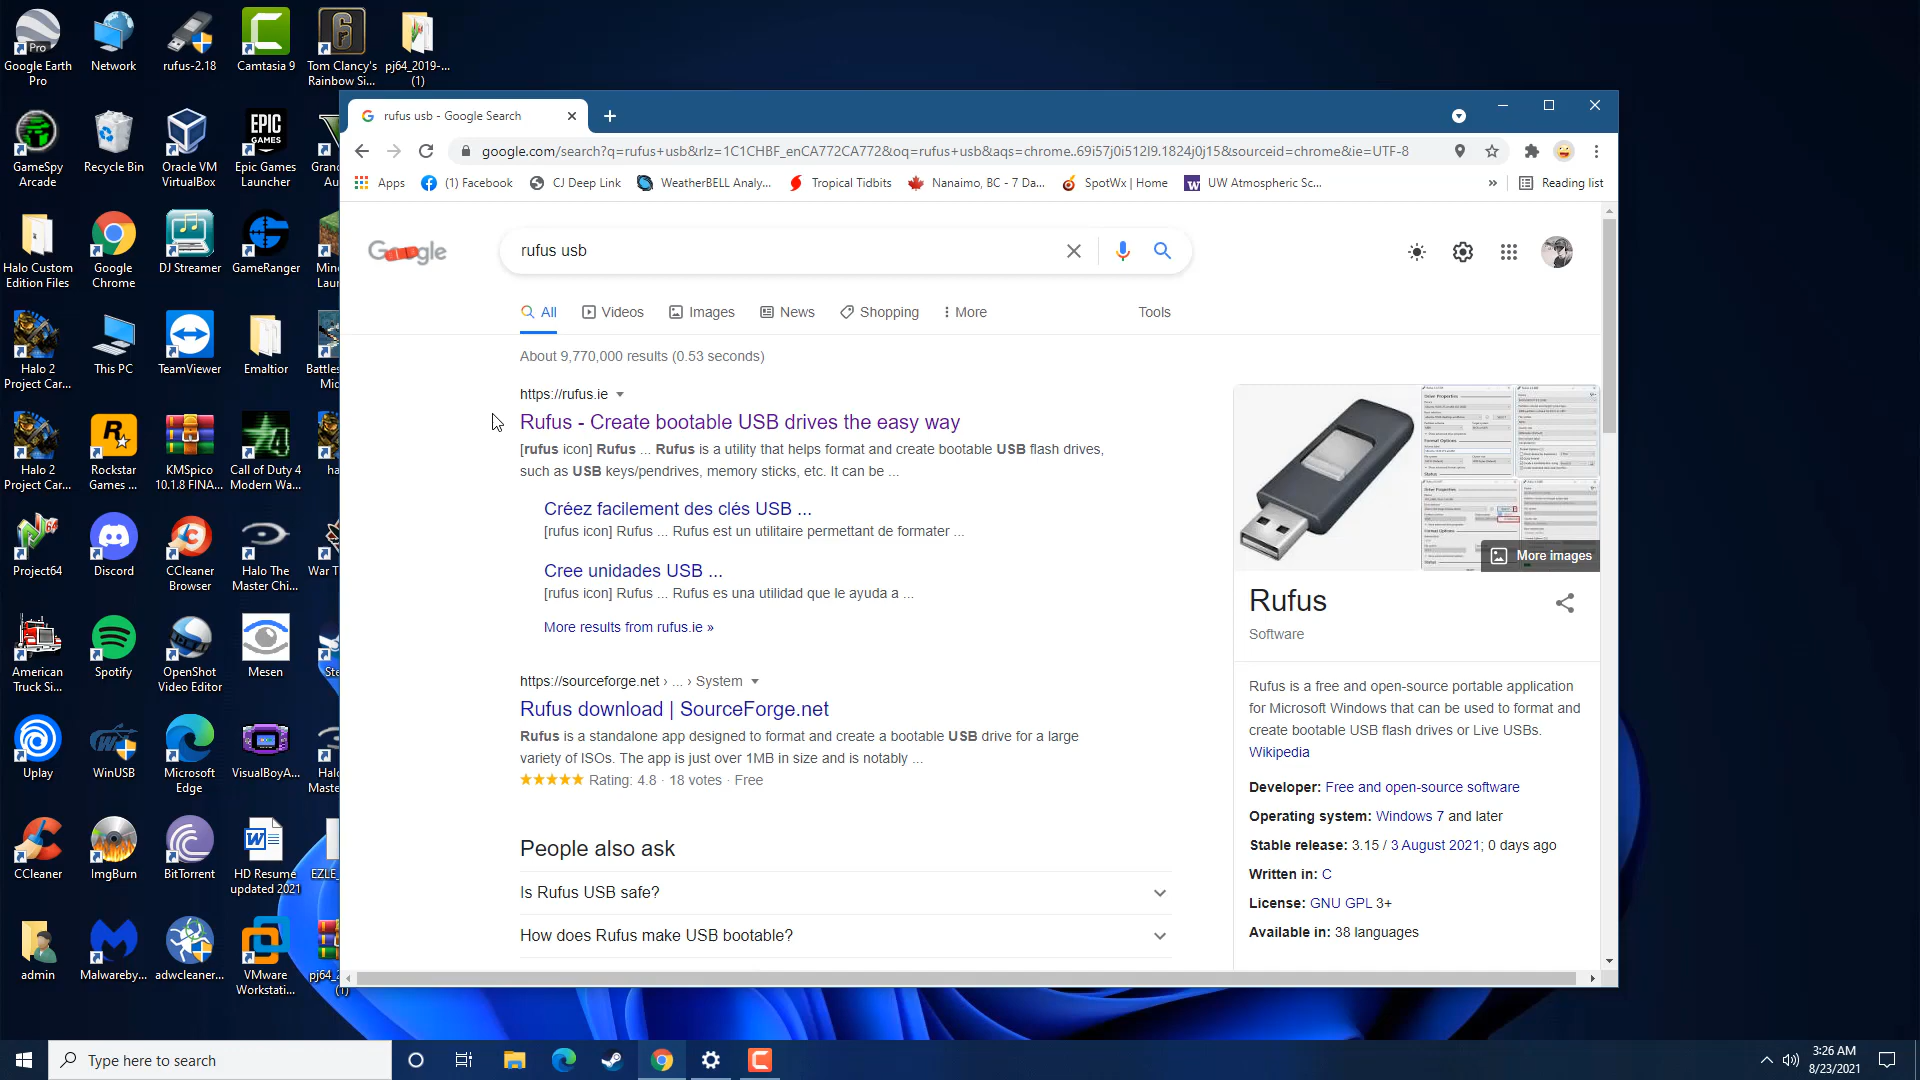 Google Earth Pro
Network
rufus-2.18
Camtasia 9
Tom Clancy's Rainbow Si...
pj64_2019-... (1)
GameSpy Arcade
Recycle Bin
Oracle VM VirtualBox
Epic Games Launcher
Halo Custom Edition Files
Google Chrome
DJ Streamer
GameRanger
Halo 2 Project Car...
This PC
TeamViewer
Emaltior
Halo 2 Project Car...
Rockstar Games ...
KMSpico 10.1.8 FINA...
Call of Duty 4 Modern Wa...
Project64
Discord
CCleaner Browser
Halo The Master Chi...
American Truck Si...
Spotify
OpenShot Video Editor
Mesen
Uplay
WinUSB
Microsoft Edge
VisualBoyA...
CCleaner
ImgBurn
BitTorrent
HD Resume updated 2021
admin
Malwareby...
adwcleaner...
VMware Workstati...
rufus usb - Google Search
google.com/search?q=rufus+usb&rlz=1C1CHBF_enCA772CA772&oq=rufus+usb&aqs=chrome..69i57j0i512l9.1824j0j15&sourceid=chrome&ie=UTF-8
Apps (1) Facebook CJ Deep Link WeatherBELL Analy... Tropical Tidbits Nanaimo, BC - 7 Da... SpotWx | Home UW Atmospheric Sc... » Reading list
rufus usb
All Videos Images News Shopping More Tools
About 9,770,000 results (0.53 seconds)
https://rufus.ie
Rufus - Create bootable USB drives the easy way
[rufus icon] Rufus ... Rufus is a utility that helps format and create bootable USB flash drives,
such as USB keys/pendrives, memory sticks, etc. It can be ...
Créez facilement des clés USB ...
[rufus icon] Rufus ... Rufus est un utilitaire permettant de formater ...
Cree unidades USB ...
[rufus icon] Rufus ... Rufus es una utilidad que le ayuda a ...
More results from rufus.ie »
https://sourceforge.net › ... › System
Rufus download | SourceForge.net
Rufus is a standalone app designed to format and create a bootable USB drive for a large
variety of ISOs. The app is just over 1MB in size and is notably ...
Rating: 4.8 · 18 votes · Free
People also ask
Is Rufus USB safe?
How does Rufus make USB bootable?
More images
Rufus
Software
Rufus is a free and open-source portable application
for Microsoft Windows that can be used to format and
create bootable USB flash drives or Live USBs.
Wikipedia
Developer: Free and open-source software
Operating system: Windows 7 and later
Stable release: 3.15 / 3 August 2021; 0 days ago
Written in: C
License: GNU GPL 3+
Available in: 38 languages
Type here to search
3:26 AM
8/23/2021